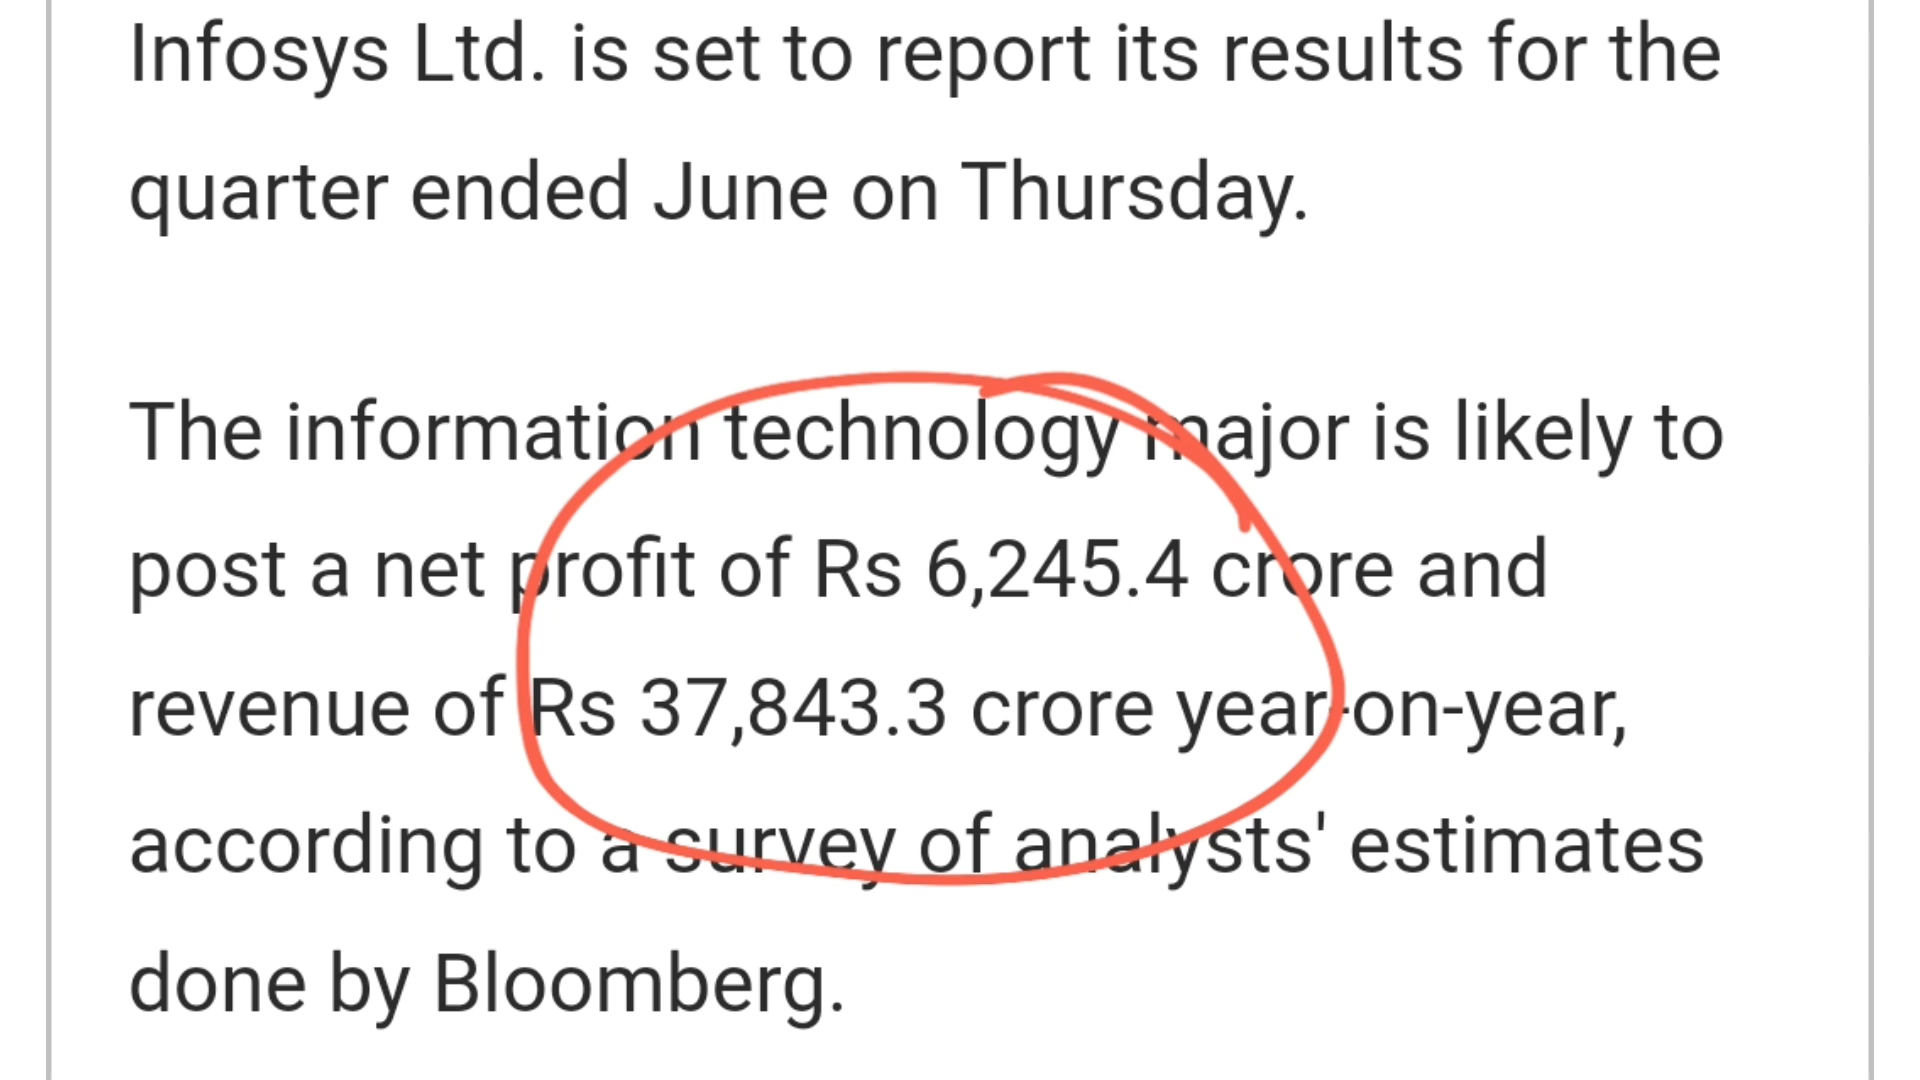 Infosys Ltd. is set to report its results for the
quarter ended June on Thursday.
The information technology major is likely to
post a net profit of Rs 6,245.4 crore and
revenue of Rs 37,843.3 crore year-on-year,
according to a survey of analysts' estimates
done by Bloomberg.